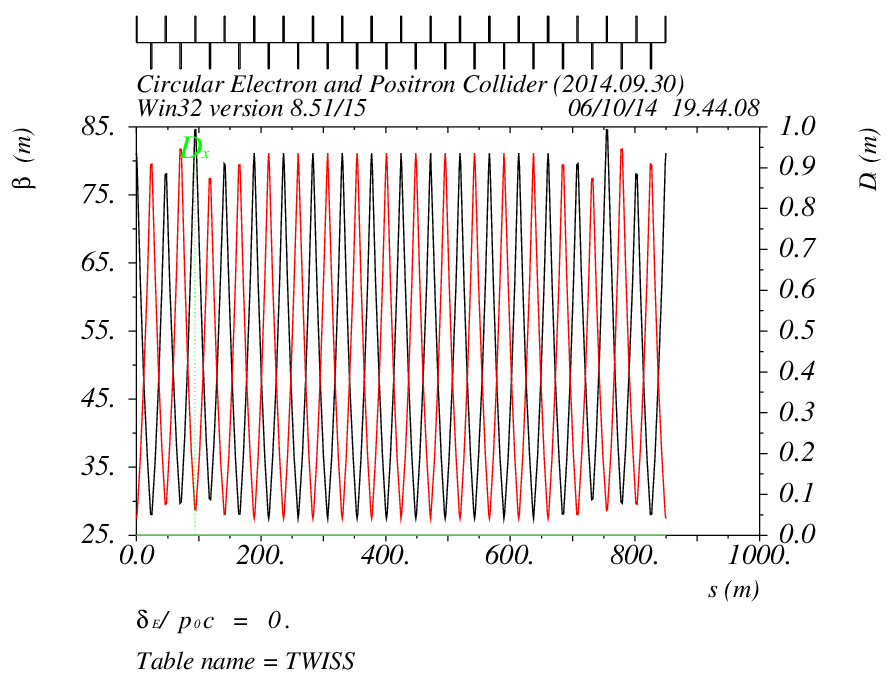 Circular Electron and Positron Collider (2014.09.30)
Win32 version 8.51/15 06/10/14 19.44.08
β (m)
85.
75.
65.
55.
45.
35.
25.
Dx
Dx (m)
1.0
0.9
0.8
0.7
0.6
0.5
0.4
0.3
0.2
0.1
0.0
0.0 200. 400. 600. 800. 1000.
s (m)
δE/ p0c = 0.
Table name = TWISS